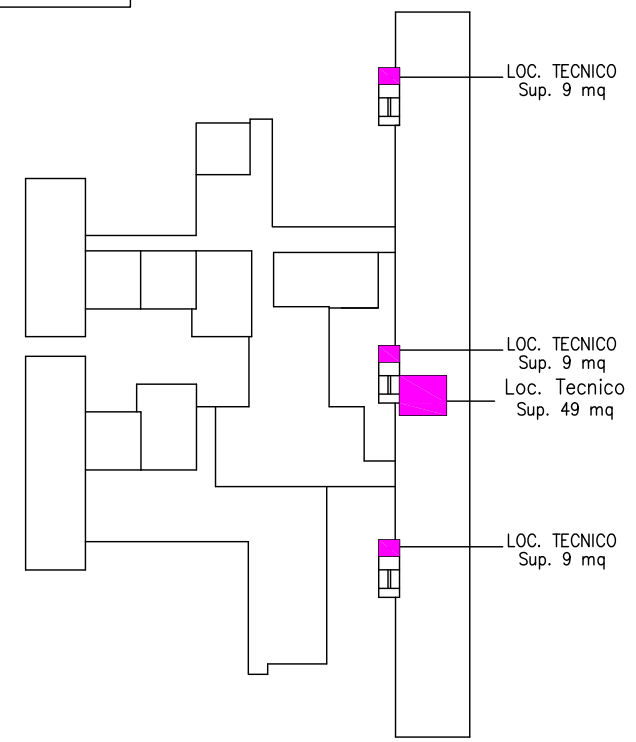 LOC. TECNICO
Sup. 9 mq
LOC. TECNICO
Sup. 9 mq
Loc. Tecnico
Sup. 49 mq
LOC. TECNICO
Sup. 9 mq